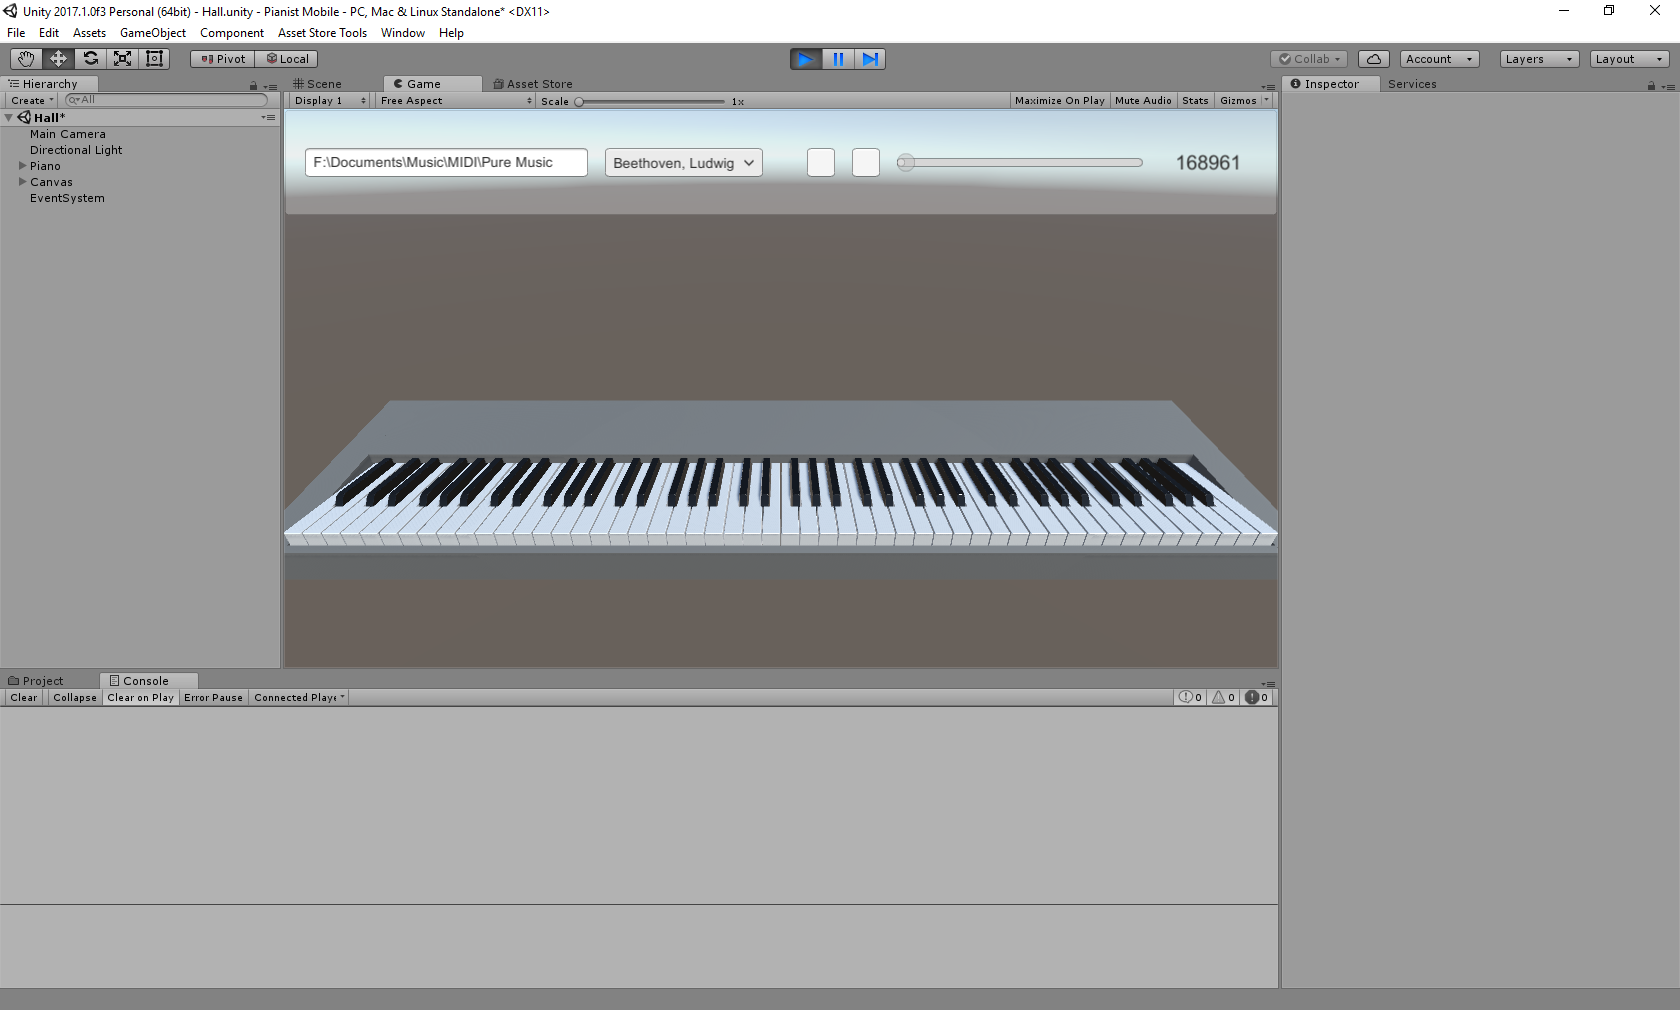 Unity 2017.1.0f3 Personal (64bit) - Hall.unity - Pianist Mobile - PC, Mac & Linux Standalone* <DX11>
File Edit Assets GameObject Component Asset Store Tools Window Help
Pivot Local Collab Account Layers Layout
Hierarchy
Create All
Hall*
Main Camera
Directional Light
Piano
Canvas
EventSystem
Scene Game Asset Store
Display 1 Free Aspect Scale 1x Maximize On Play Mute Audio Stats Gizmos
F:\Documents\Music\MIDI\Pure Music Beethoven, Ludwig 168961
Inspector Services
Project Console
Clear Collapse Clear on Play Error Pause Connected Playe 0 0 0